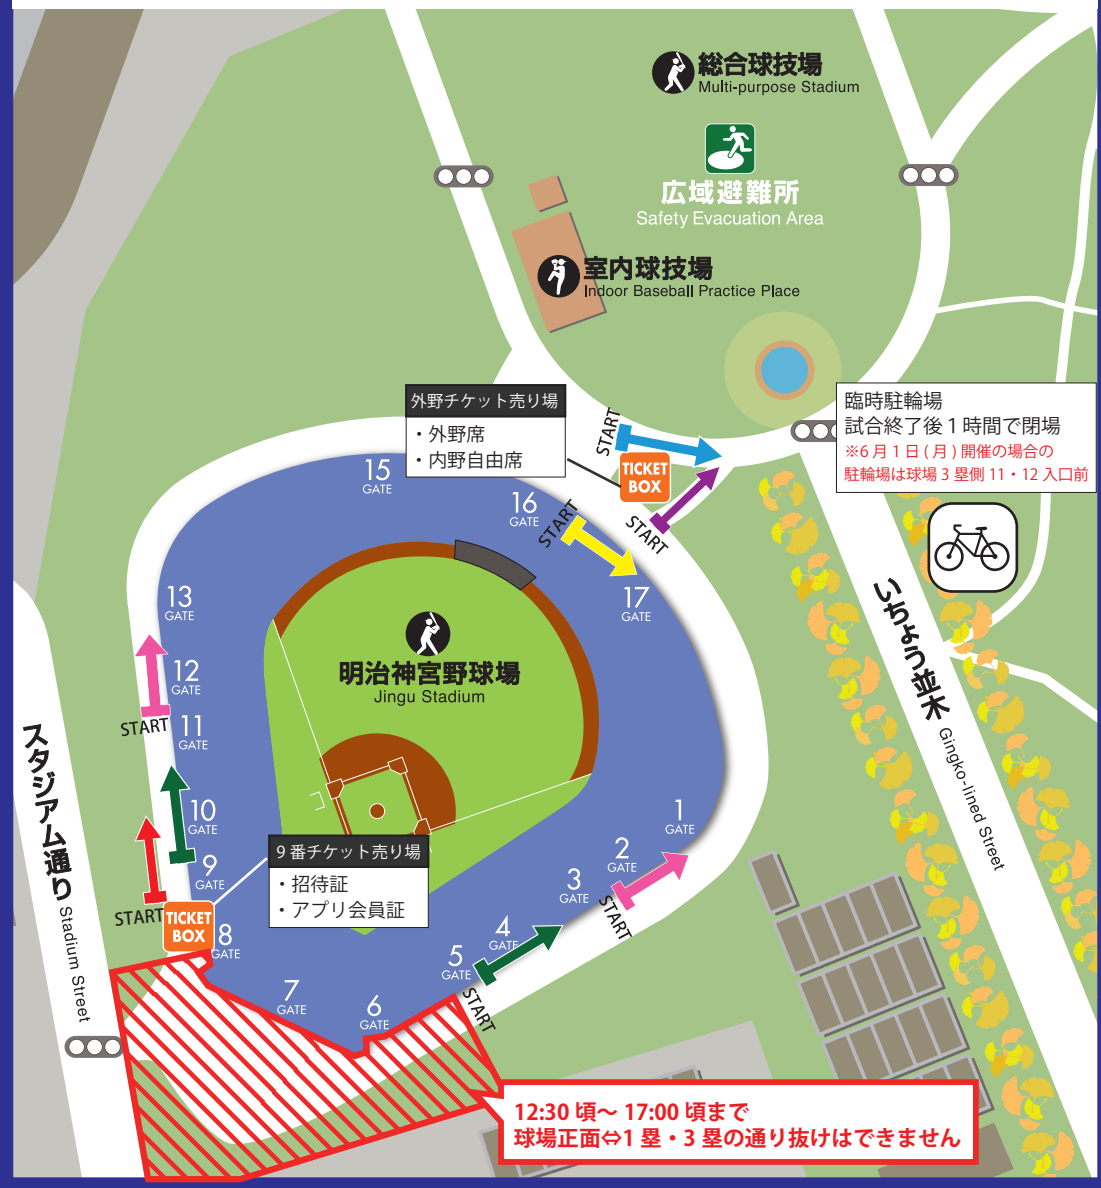 総合球技場
Multi-purpose Stadium
広域避難所
Safety Evacuation Area
室内球技場
Indoor Baseball Practice Place
外野チケット売り場
・外野席
・内野自由席
START
TICKET
BOX
START
臨時駐輪場
試合終了後 1 時間で閉場
※6 月 1 日 ( 月 ) 開催の場合の
駐輪場は球場 3 塁側 11・12 入口前
15
GATE
16
GATE
START
17
GATE
13
GATE
12
GATE
START
11
GATE
明治神宮野球場
Jingu Stadium
いちょう並木
Gingko-lined Street
スタジアム通り
Stadium Street
10
GATE
9
GATE
START
TICKET
BOX
8
GATE
9 番チケット売り場
・招待証
・アプリ会員証
1
GATE
2
GATE
START
3
GATE
4
GATE
5
GATE
START
6
GATE
7
GATE
12:30 頃～ 17:00 頃まで
球場正面⇔1 塁・3 塁の通り抜けはできません